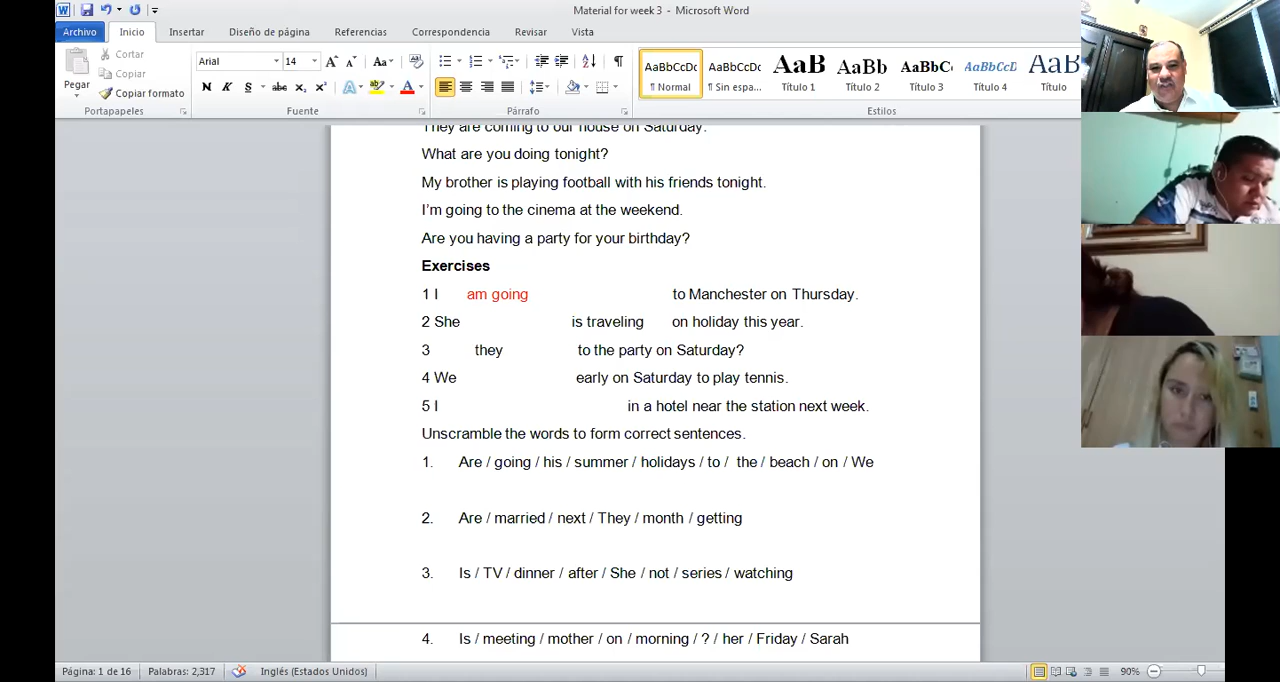 Material for week 3 - Microsoft Word
Archivo Inicio Insertar Diseño de página Referencias Correspondencia Revisar Vista
Cortar
Copiar
Pegar
Copiar formato
Portapapeles
Arial 14
Aa
N K S abc x₂ x² A A
Fuente
Párrafo
AaBbCcDc AaBbCcDc AaB AaBb AaBbC AaBbCcD AaB
¶ Normal ¶ Sin espa... Título 1 Título 2 Título 3 Título 4 Título
Estilos
They are coming to our house on Saturday.
What are you doing tonight?
My brother is playing football with his friends tonight.
I'm going to the cinema at the weekend.
Are you having a party for your birthday?
Exercises
1 I am going to Manchester on Thursday.
2 She is traveling on holiday this year.
3 they to the party on Saturday?
4 We early on Saturday to play tennis.
5 I in a hotel near the station next week.
Unscramble the words to form correct sentences.
1. Are / going / his / summer / holidays / to / the / beach / on / We
2. Are / married / next / They / month / getting
3. Is / TV / dinner / after / She / not / series / watching
4. Is / meeting / mother / on / morning / ? / her / Friday / Sarah
Página: 1 de 16 Palabras: 2,317 Inglés (Estados Unidos) 90%